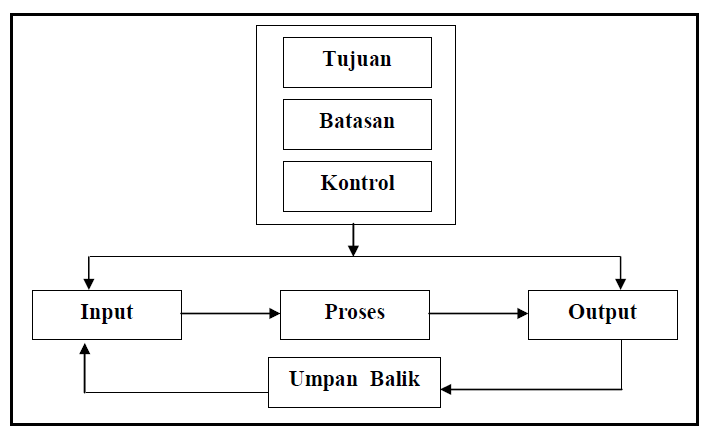 Tujuan
Batasan
Kontrol
Input
Proses
Output
Umpan Balik